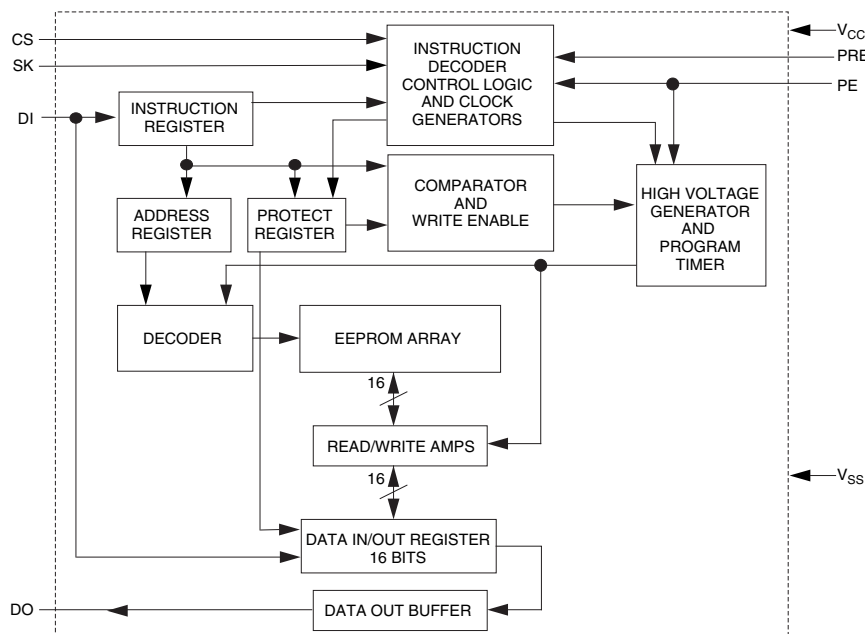 CS
SK
DI
INSTRUCTION
DECODER
CONTROL LOGIC
AND CLOCK
GENERATORS
V_CC
PRE
PE
INSTRUCTION
REGISTER
ADDRESS
REGISTER
PROTECT
REGISTER
COMPARATOR
AND
WRITE ENABLE
HIGH VOLTAGE
GENERATOR
AND
PROGRAM
TIMER
DECODER
EEPROM ARRAY
16
READ/WRITE AMPS
16
V_SS
DATA IN/OUT REGISTER
16 BITS
DO
DATA OUT BUFFER